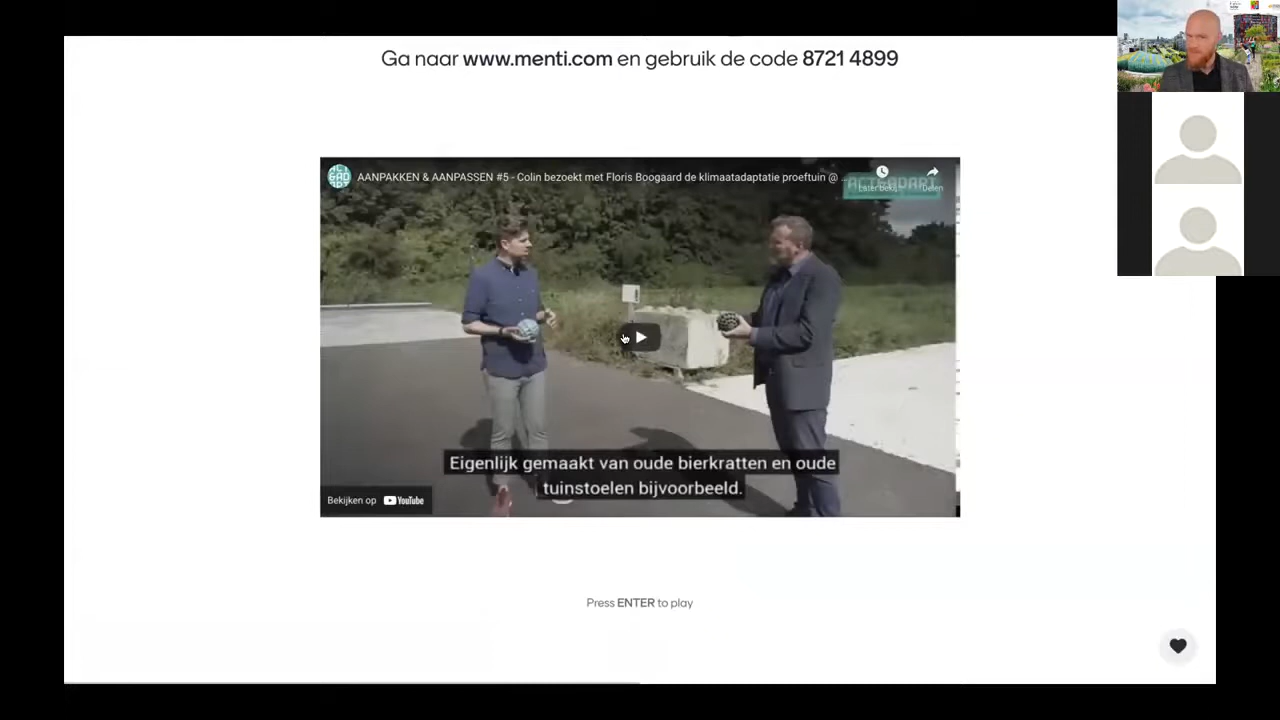 Ga naar www.menti.com en gebruik de code 8721 4899
AANPAKKEN & AANPASSEN #5 - Colin bezoekt met Floris Boogaard de klimaatadaptatie proeftuin @ ...
Delen
Eigenlijk gemaakt van oude bierkratten en oude
tuinstoelen bijvoorbeeld.
Bekijken op YouTube
Press ENTER to play